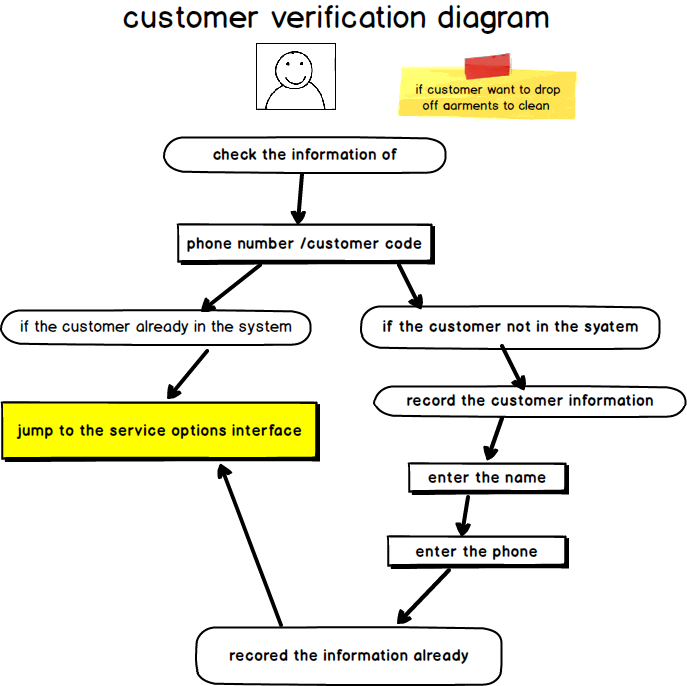 customer verification diagram
if customer want to drop
off aarments to clean
check the information of
phone number /customer code
if the customer already in the system
if the customer not in the syatem
jump to the service options interface
record the customer information
enter the name
enter the phone
recored the information already